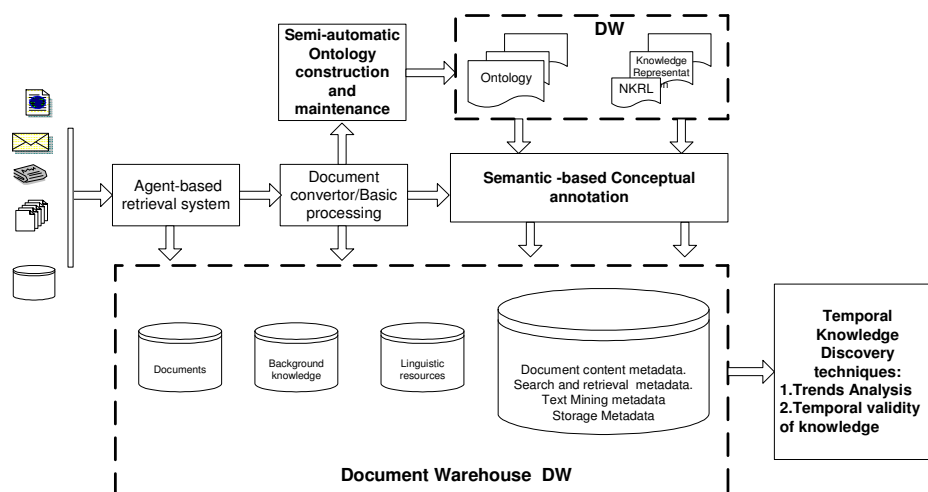 Semi-automatic
Ontology
construction
and
maintenance
DW
Ontology
Knowledge
Representat
on
NKRL
Agent-based
retrieval system
Document
convertor/Basic
processing
Semantic -based Conceptual
annotation
Documents
Background
knowledge
Linguistic
resources
Document content metadata.
Search and retrieval metadata.
Text Mining metadata
Storage Metadata
Document Warehouse DW
Temporal
Knowledge
Discovery
techniques:
1.Trends Analysis
2.Temporal validity
of knowledge